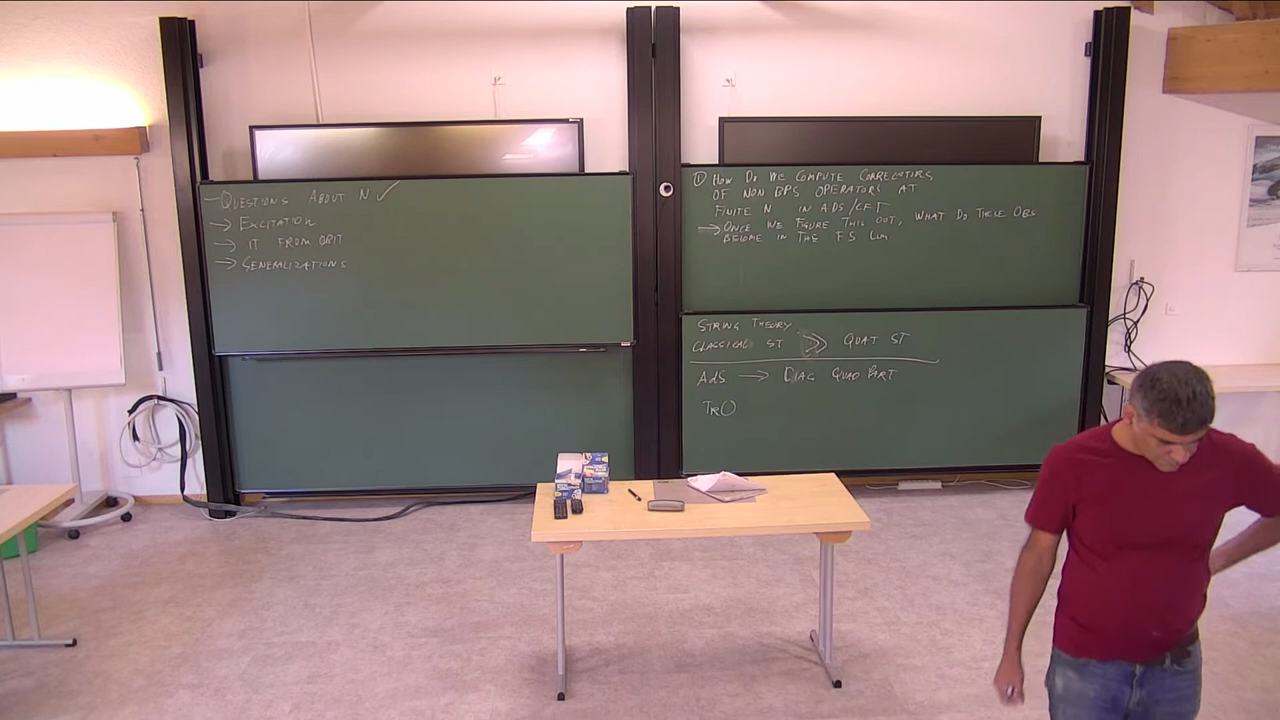 - QUESTIONS ABOUT N ✓
→ EXCITATION
→ IT FROM QBIT
→ GENERALIZATIONS
① HOW DO WE COMPUTE CORRELATORS
OF NON BPS OPERATORS AT
FINITE N IN ADS/CFT
→ ONCE WE FIGURE THIS OUT, WHAT DO THESE OBS
BECOME IN THE FS LIM
STRING THEORY
CLASSICAL ST QUAT ST
AdS → DIAG QUAD PART
TR()